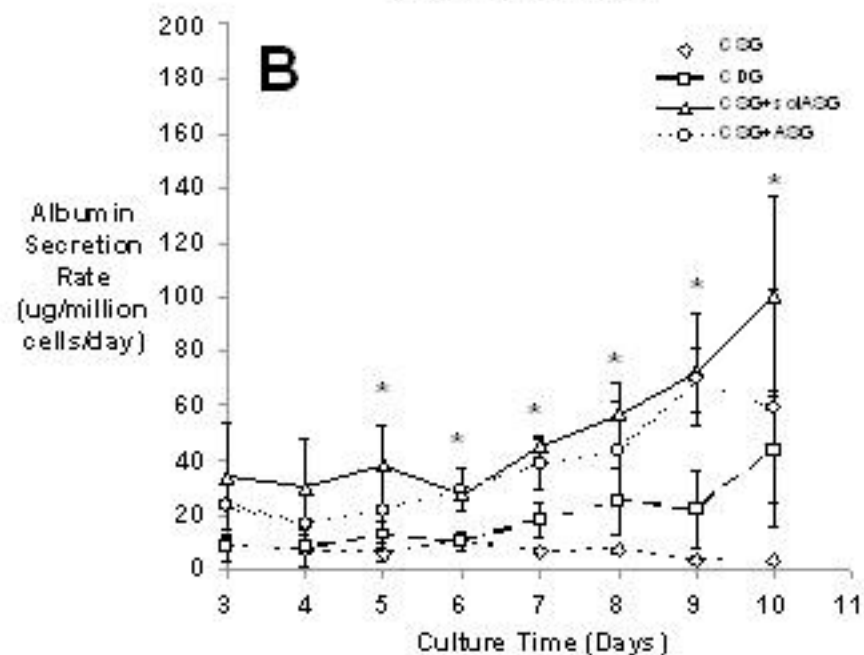 B
CSG
CDG
CSG+solASG
CSG+ASG
200
180
160
140
120
100
80
60
40
20
0
Albumin
Secretion
Rate
(ug/million
cells/day)
*
*
*
*
*
*
3 4 5 6 7 8 9 10 11
Culture Time (Days)